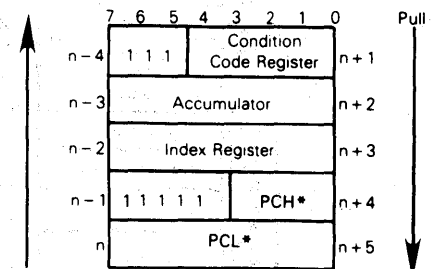 7 6 5 4 3 2 1 0 Pull
n – 4 1 1 1 Condition Code Register n + 1
n – 3 Accumulator n + 2
n – 2 Index Register n + 3
n – 1 1 1 1 1 1 PCH* n + 4
n PCL* n + 5